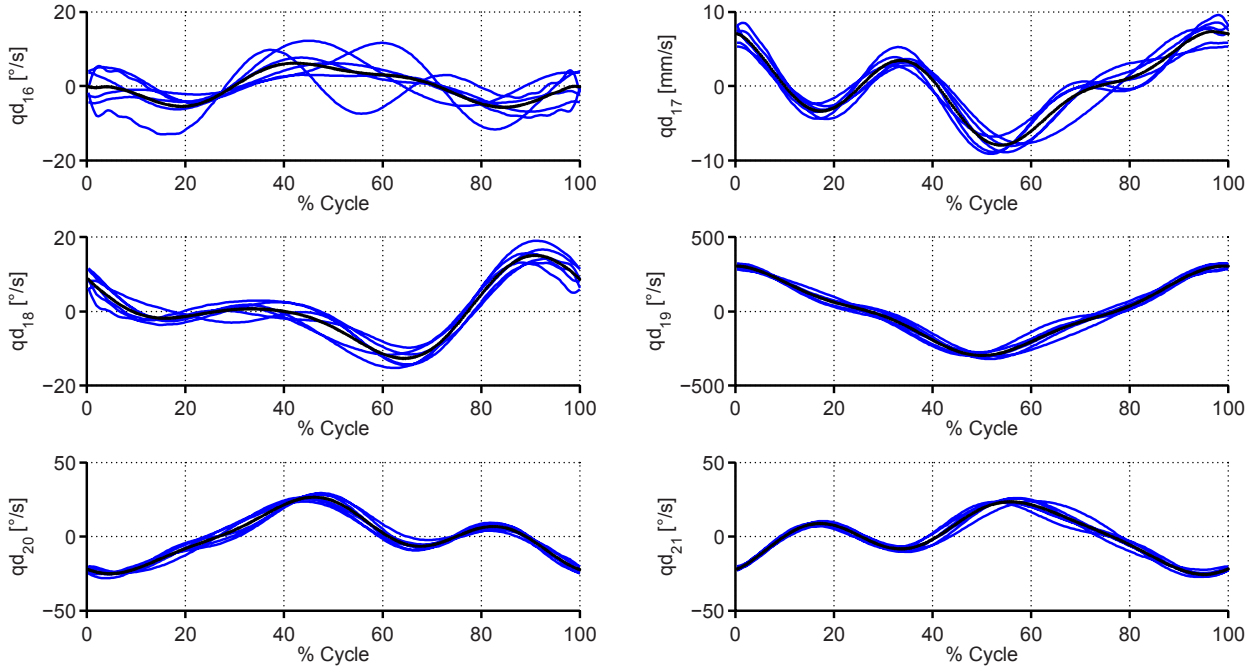 20
0
−20
qd16 [°/s]
0 20 40 60 80 100
% Cycle
10
0
−10
qd17 [mm/s]
0 20 40 60 80 100
% Cycle
20
0
−20
qd18 [°/s]
0 20 40 60 80 100
% Cycle
500
0
−500
qd19 [°/s]
0 20 40 60 80 100
% Cycle
50
0
−50
qd20 [°/s]
0 20 40 60 80 100
% Cycle
50
0
−50
qd21 [°/s]
0 20 40 60 80 100
% Cycle